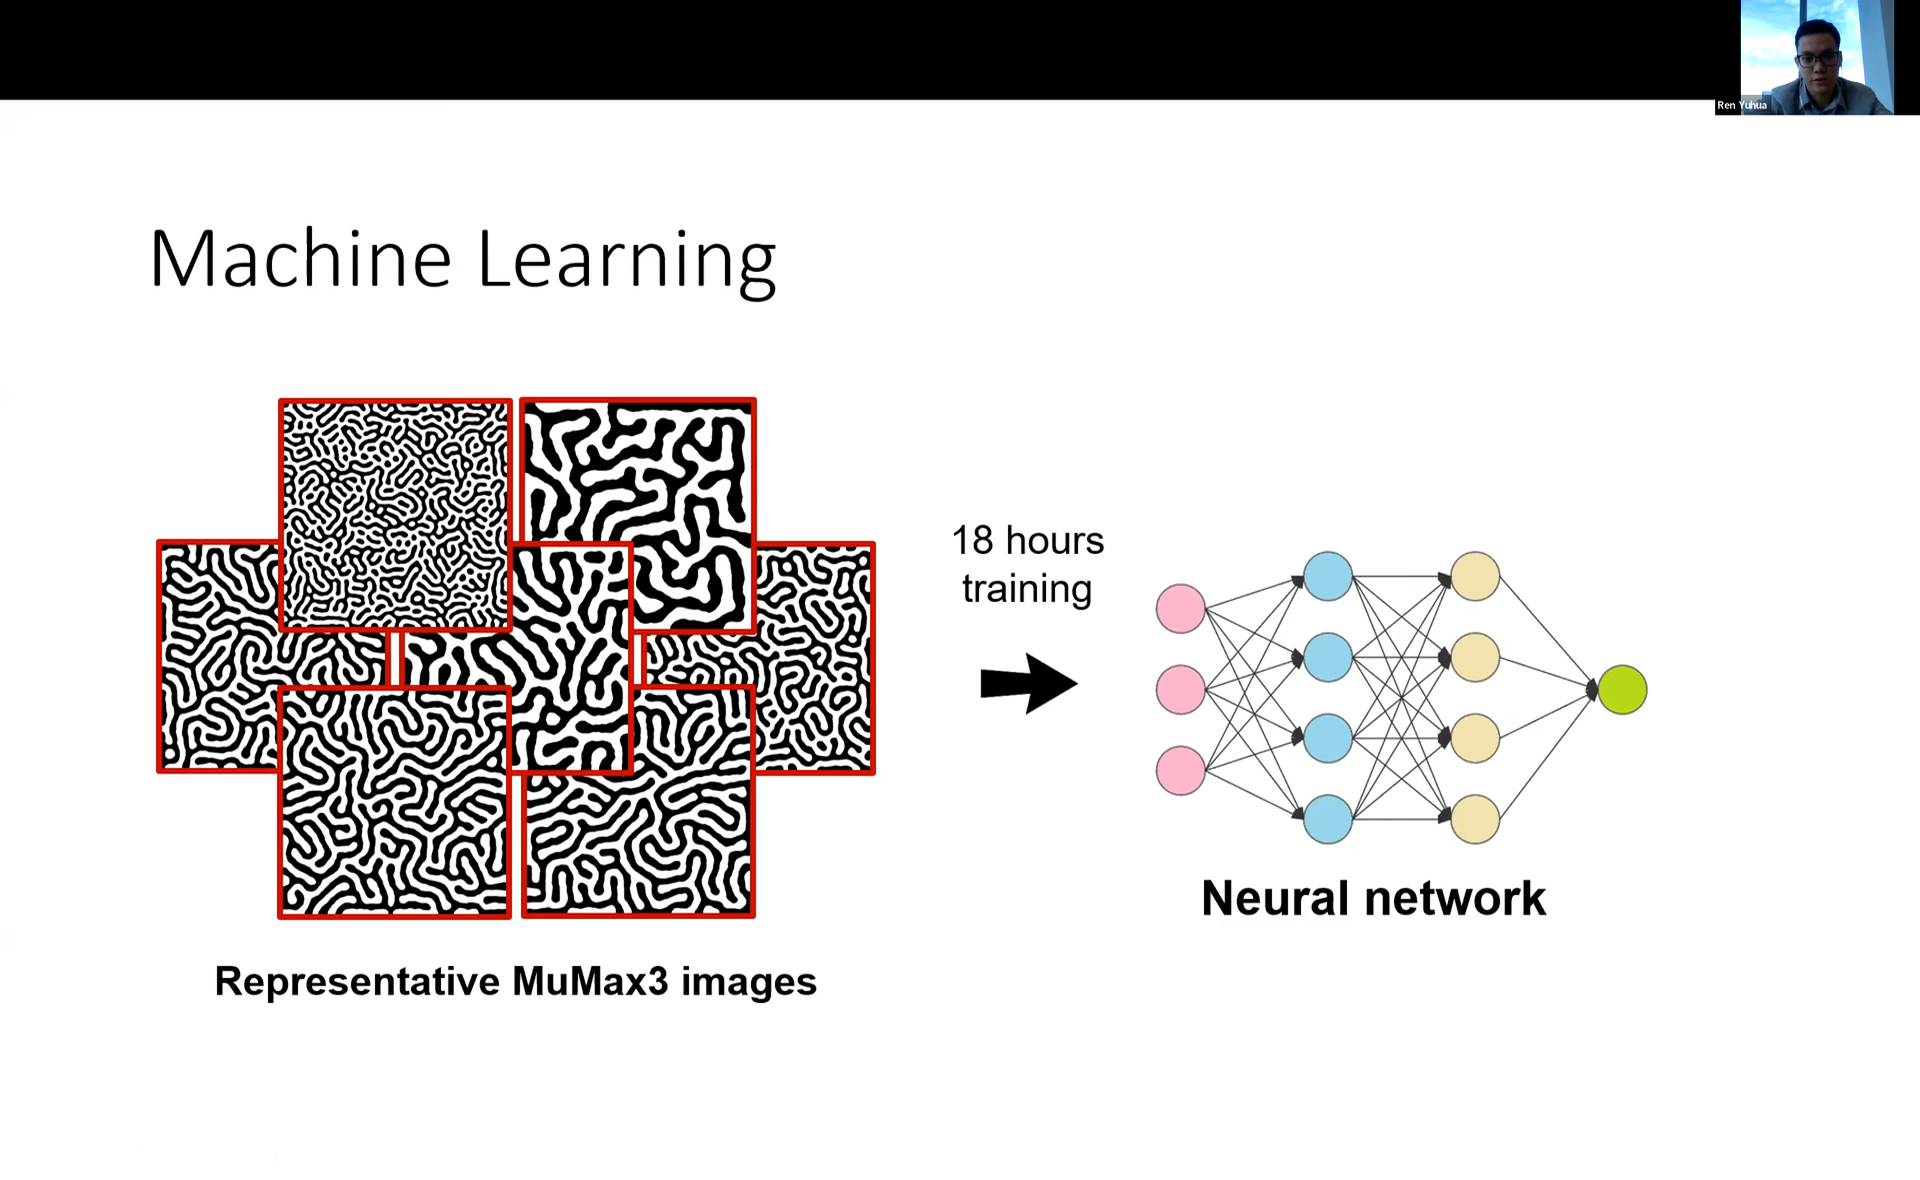 Ren Yuhua
Machine Learning
18 hours
training
Neural network
Representative MuMax3 images